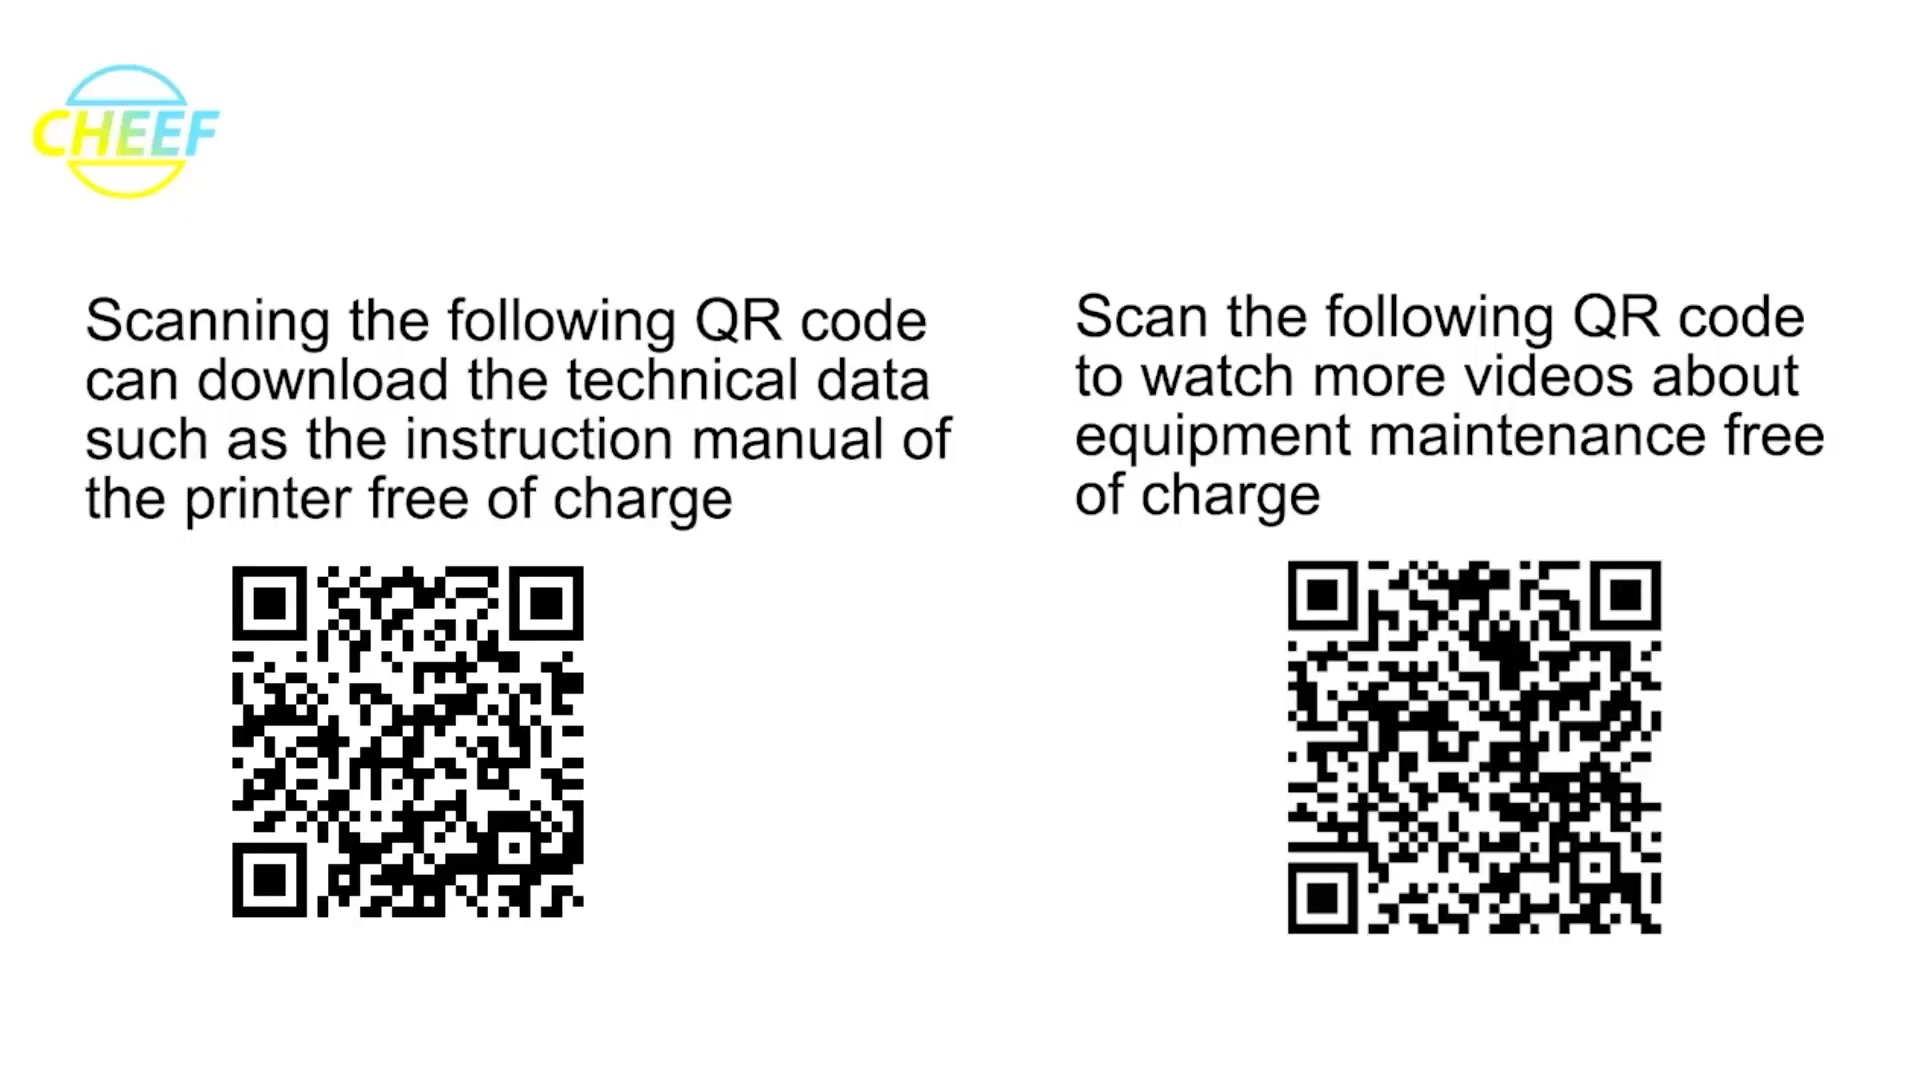 CHEEF
Scanning the following QR code
can download the technical data
such as the instruction manual of
the printer free of charge
Scan the following QR code
to watch more videos about
equipment maintenance free
of charge